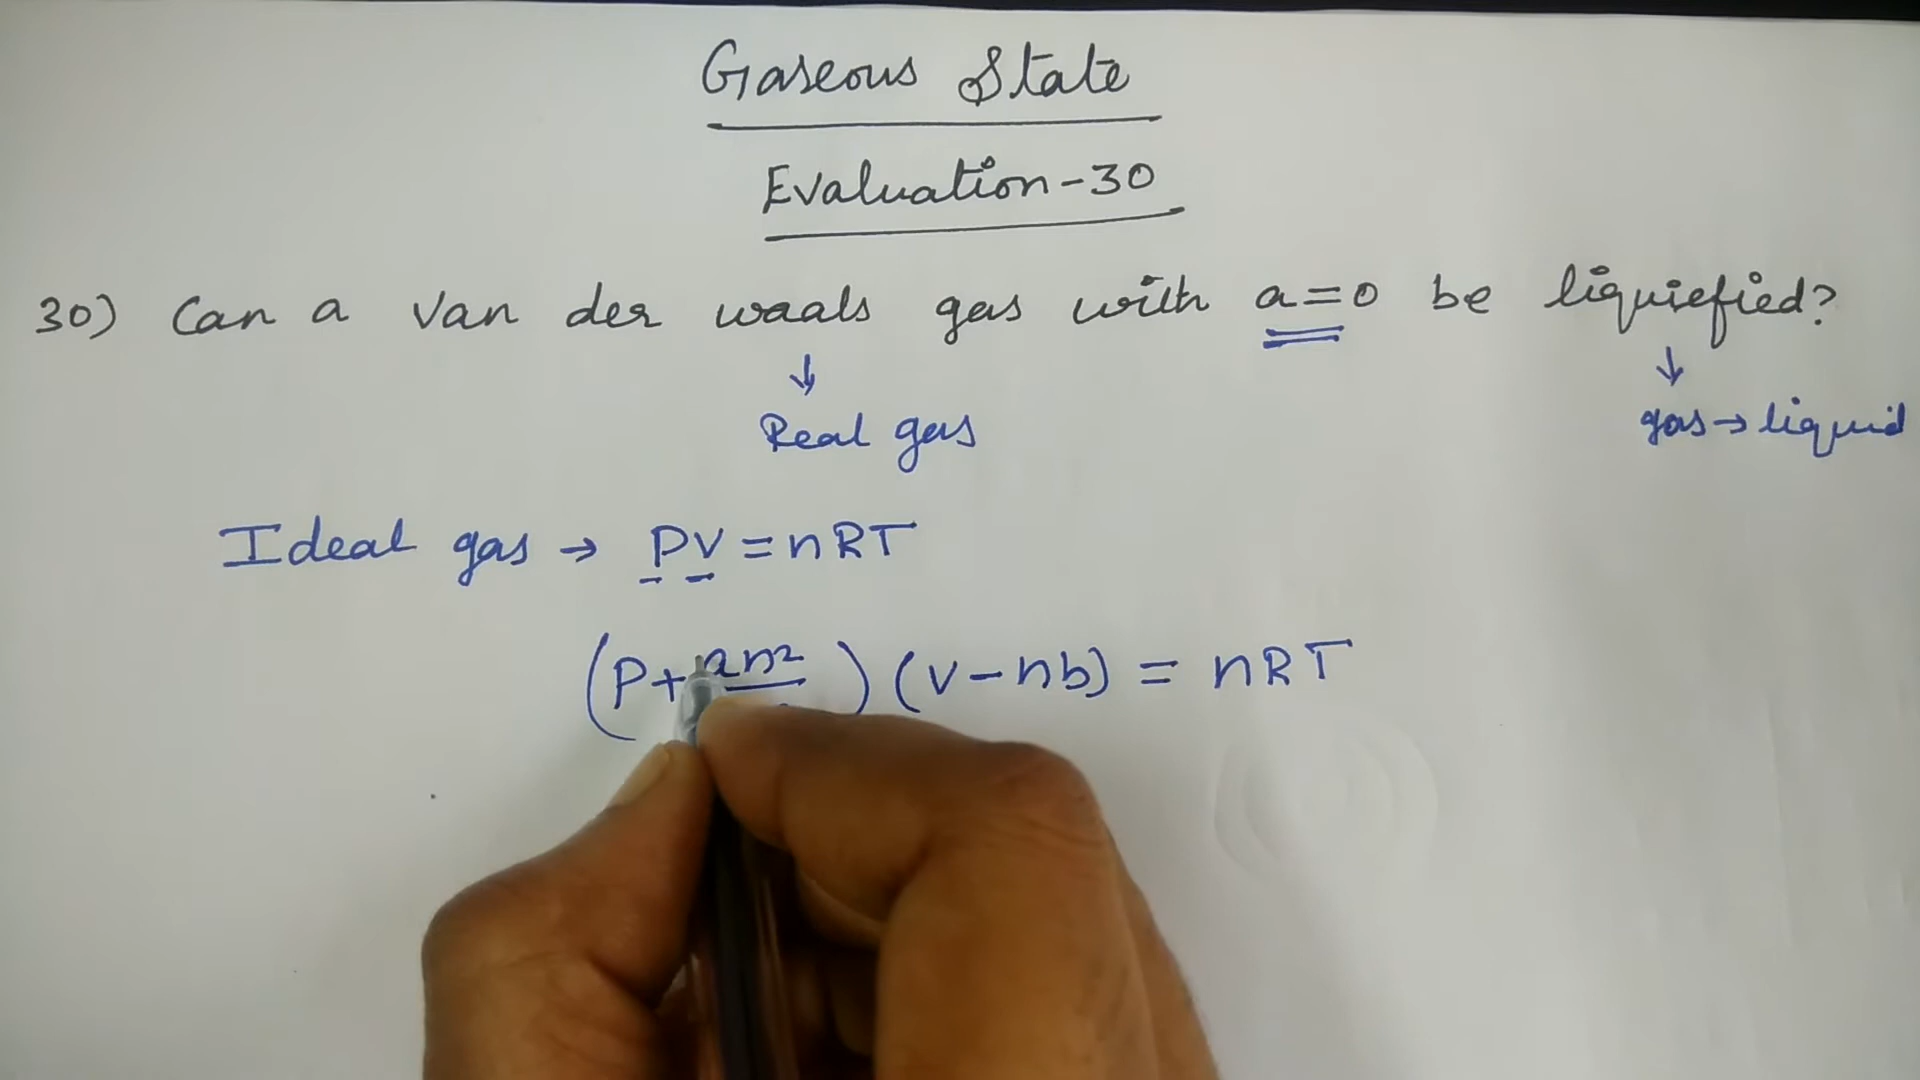 Gaseous State
Evaluation-30
30) Can a Van der waals gas with a=0 be liquiefied?
↓ ↓
Real gas gas→liquid
Ideal gas → PV=nRT
(P+an²) (V-nb) = nRT